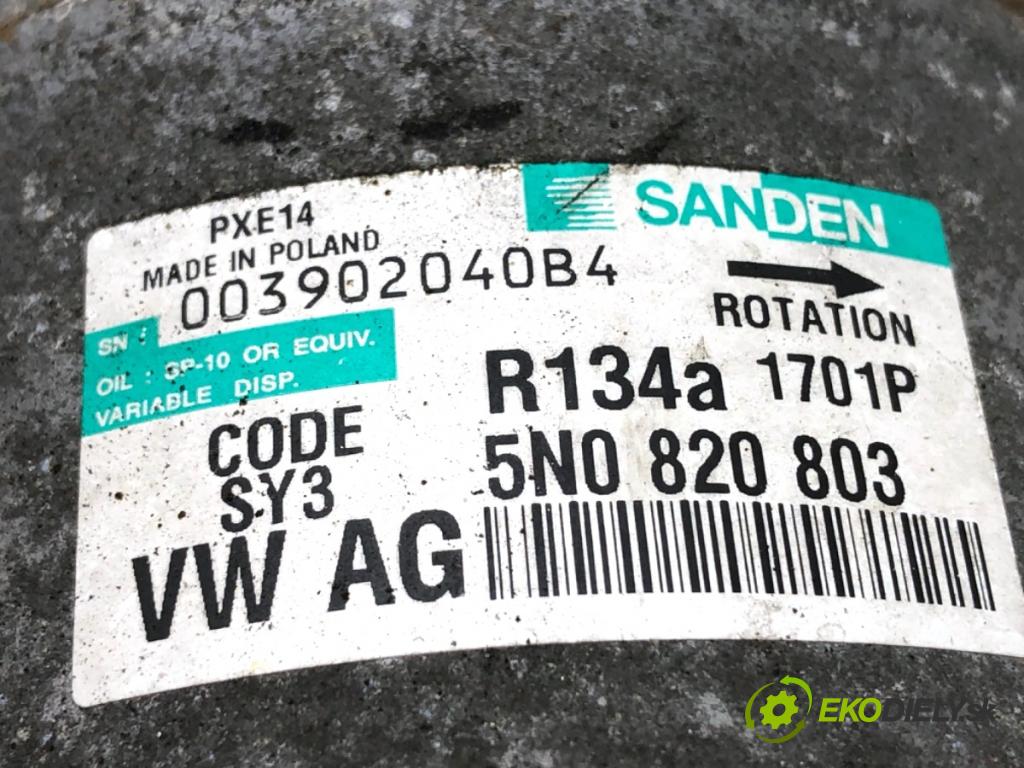 SANDEN
PXE14
MADE IN POLAND
SN : 003902040B4
ROTATION
OIL : SP-10 OR EQUIV.
VARIABLE DISP.
R134a 1701P
CODE
SY3
5N0 820 803
VW AG
EKODIELY.sk